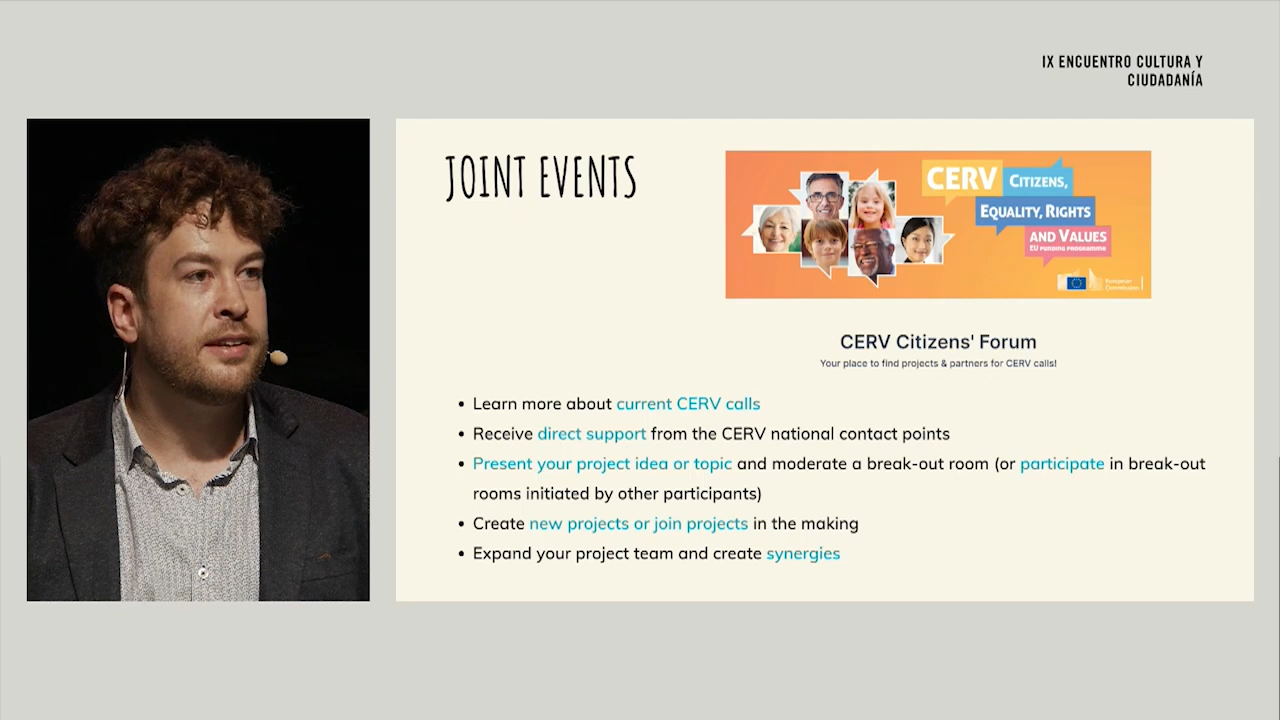 IX ENCUENTRO CULTURA Y
CIUDADANÍA
JOINT EVENTS
CERV CITIZENS,
EQUALITY, RIGHTS
AND VALUES
EU FUNDING PROGRAMME
European
Commission
CERV Citizens' Forum
Your place to find projects & partners for CERV calls!
• Learn more about current CERV calls
• Receive direct support from the CERV national contact points
• Present your project idea or topic and moderate a break-out room (or participate in break-out
rooms initiated by other participants)
• Create new projects or join projects in the making
• Expand your project team and create synergies